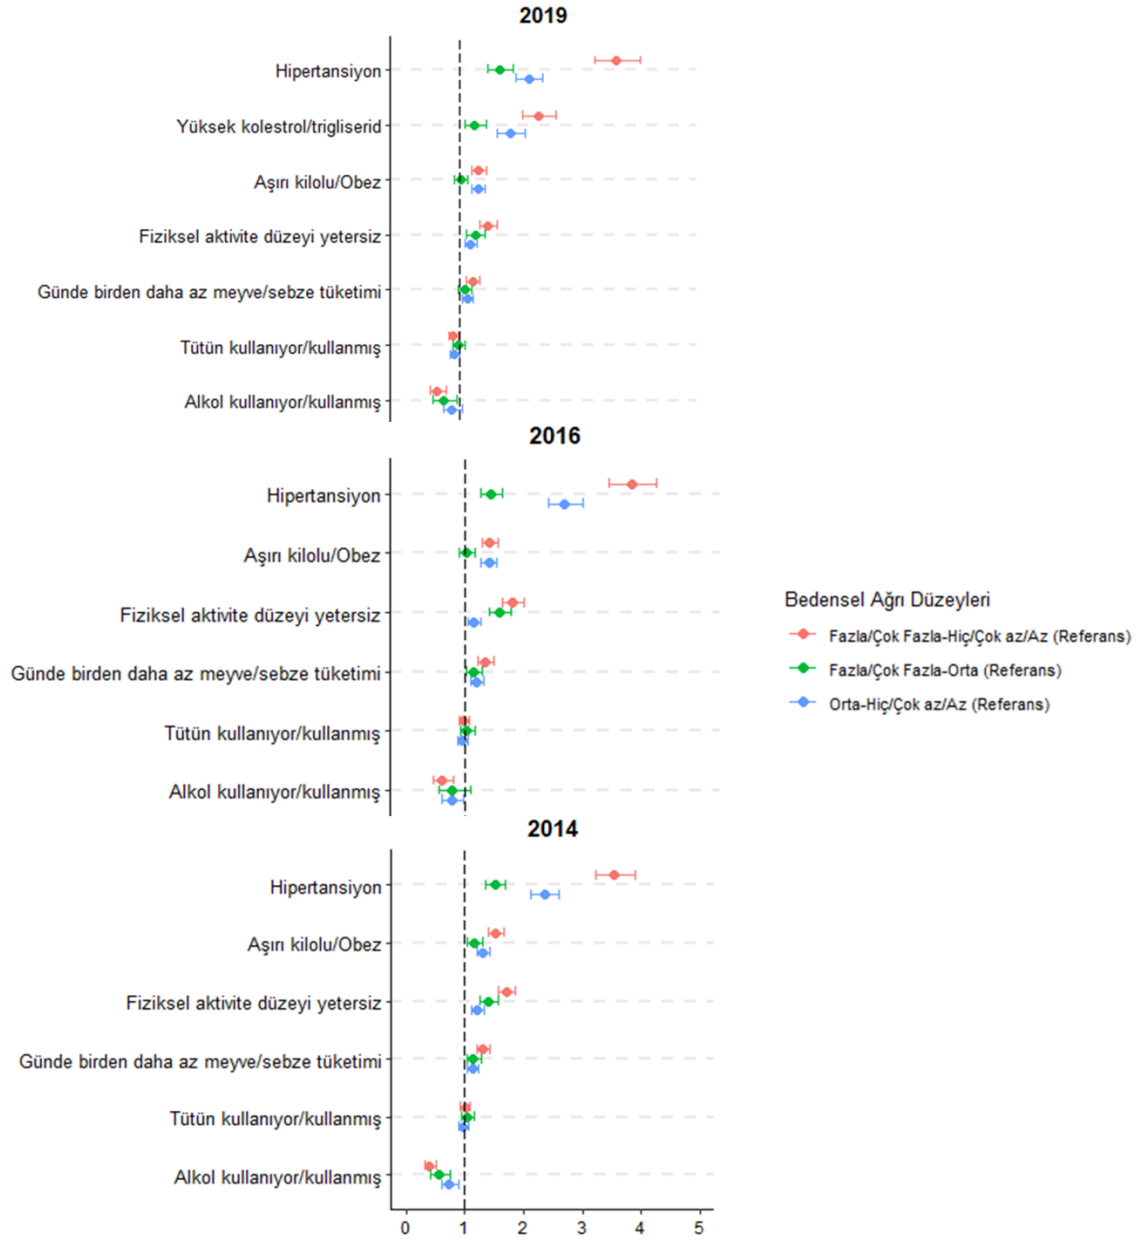 2019
Hipertansiyon
Yüksek kolestrol/trigliserid
Aşırı kilolu/Obez
Fiziksel aktivite düzeyi yetersiz
Günde birden daha az meyve/sebze tüketimi
Tütün kullanıyor/kullanmış
Alkol kullanıyor/kullanmış
2016
Hipertansiyon
Aşırı kilolu/Obez
Fiziksel aktivite düzeyi yetersiz
Günde birden daha az meyve/sebze tüketimi
Tütün kullanıyor/kullanmış
Alkol kullanıyor/kullanmış
Bedensel Ağrı Düzeyleri
Fazla/Çok Fazla-Hiç/Çok az/Az (Referans)
Fazla/Çok Fazla-Orta (Referans)
Orta-Hiç/Çok az/Az (Referans)
2014
Hipertansiyon
Aşırı kilolu/Obez
Fiziksel aktivite düzeyi yetersiz
Günde birden daha az meyve/sebze tüketimi
Tütün kullanıyor/kullanmış
Alkol kullanıyor/kullanmış
0 1 2 3 4 5